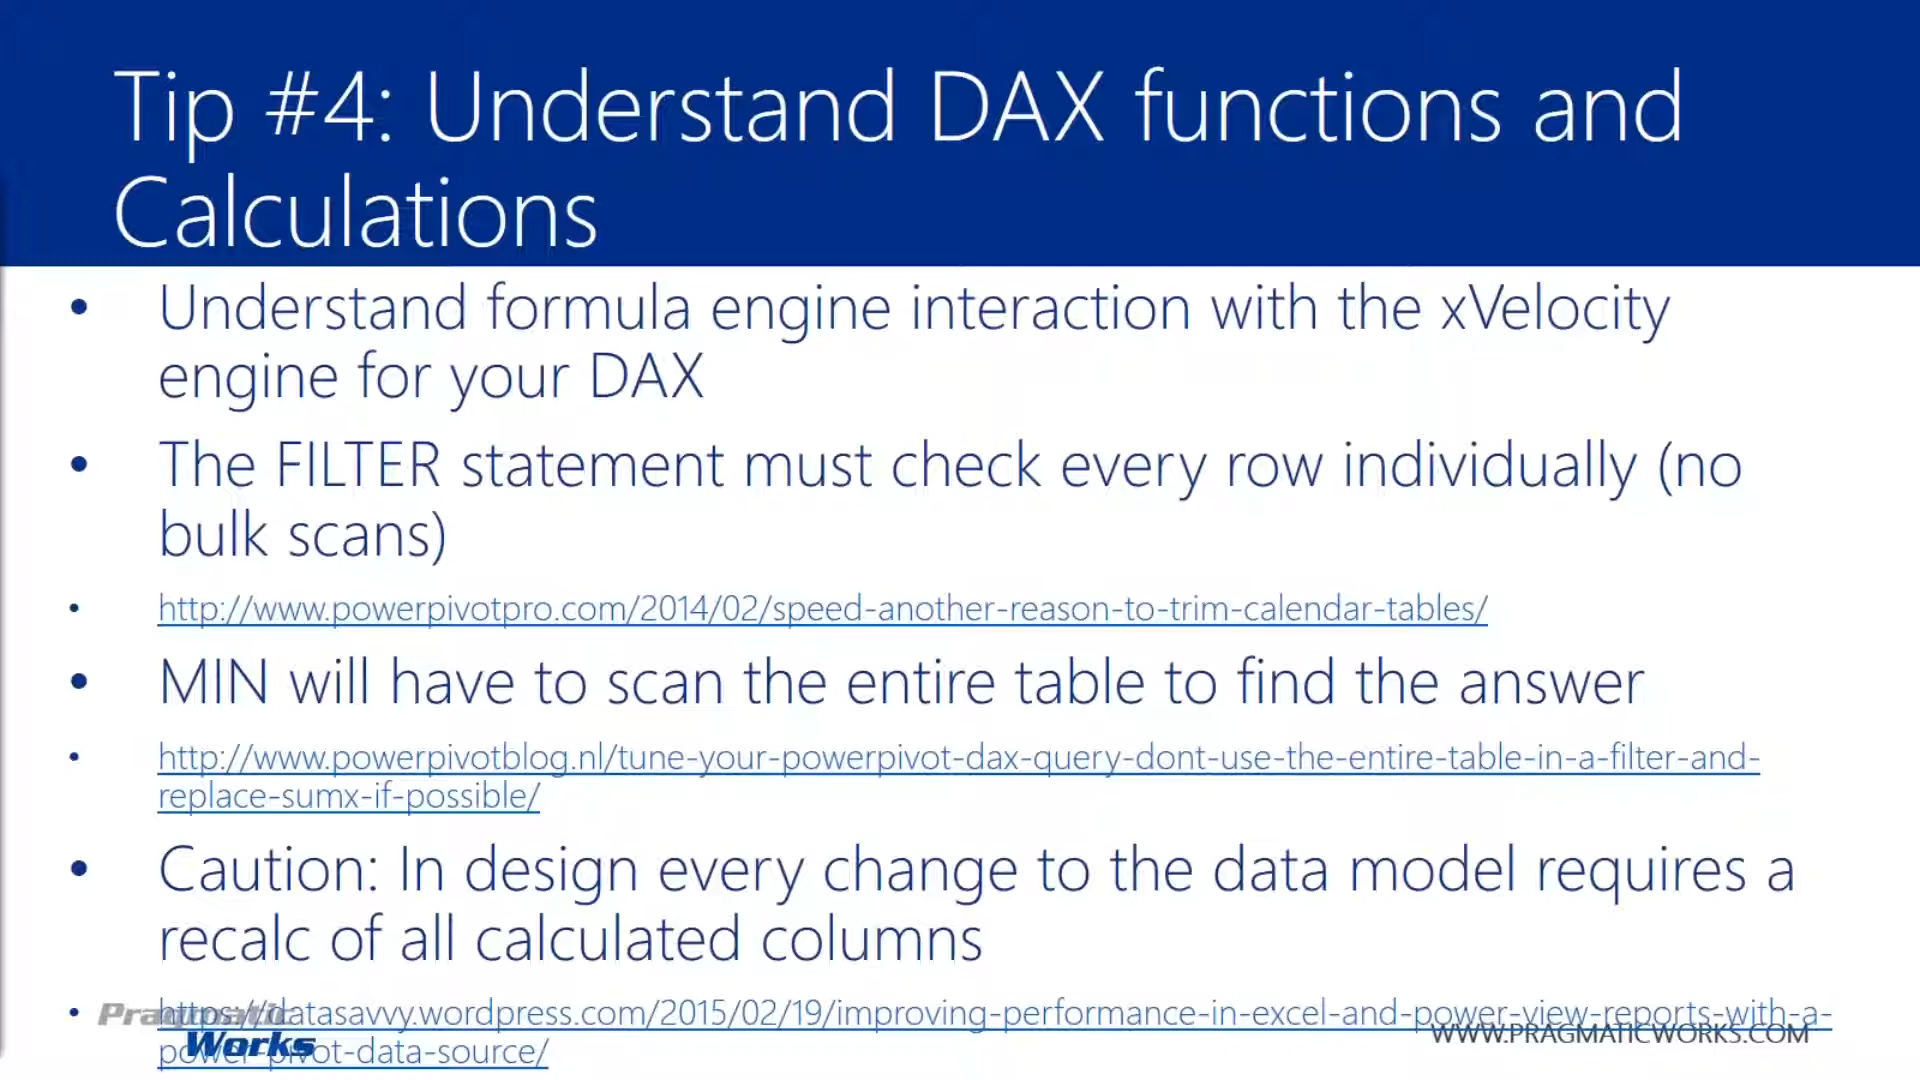 Tip #4: Understand DAX functions and
Calculations
• Understand formula engine interaction with the xVelocity
engine for your DAX
• The FILTER statement must check every row individually (no
bulk scans)
• http://www.powerpivotpro.com/2014/02/speed-another-reason-to-trim-calendar-tables/
• MIN will have to scan the entire table to find the answer
• http://www.powerpivotblog.nl/tune-your-powerpivot-dax-query-dont-use-the-entire-table-in-a-filter-and-
replace-sumx-if-possible/
• Caution: In design every change to the data model requires a
recalc of all calculated columns
• https://datasavvy.wordpress.com/2015/02/19/improving-performance-in-excel-and-power-view-reports-with-a-
power-pivot-data-source/
Pragmatic
Works
WWW.PRAGMATICWORKS.COM